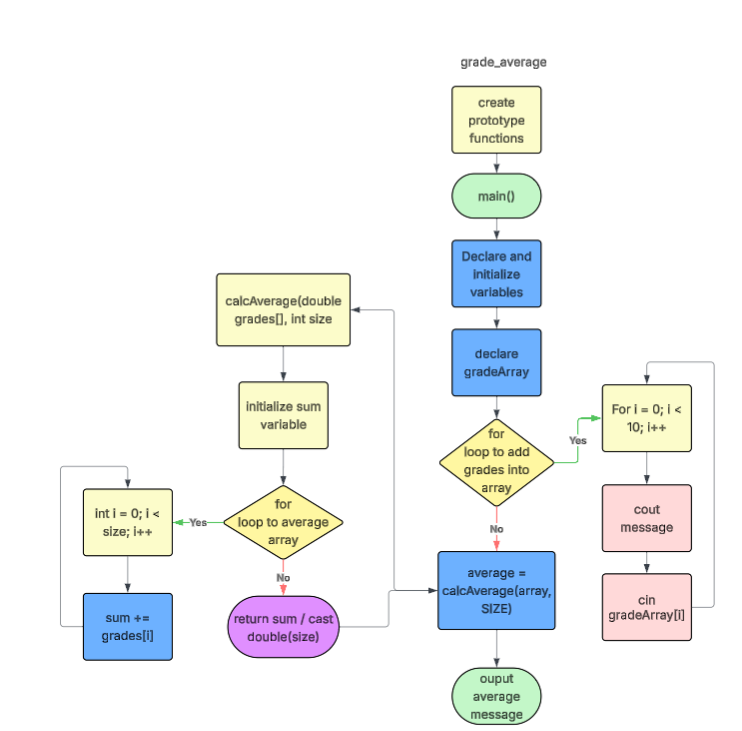 grade_average
create
prototype
functions
main()
Declare and
initialize
variables
declare
gradeArray
for
loop to add
grades into
array
Yes
No
For i = 0; i <
10; i++
cout
message
cin
gradeArray[i]
average =
calcAverage(array,
SIZE)
ouput
average
message
calcAverage(double
grades[], int size
initialize sum
variable
for
loop to average
array
Yes
No
int i = 0; i <
size; i++
sum +=
grades[i]
return sum / cast
double(size)